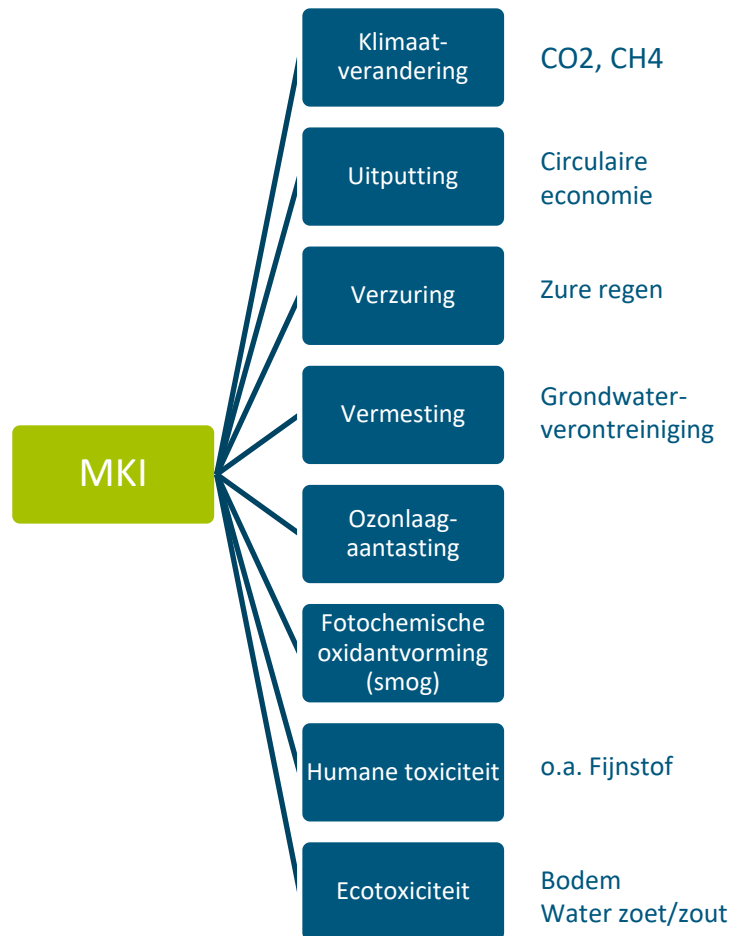 Klimaat-
verandering
CO2, CH4
Uitputting
Circulaire
economie
Verzuring
Zure regen
MKI
Vermesting
Grondwater-
verontreiniging
Ozonlaag-
aantasting
Fotochemische
oxidantvorming
(smog)
Humane toxiciteit
o.a. Fijnstof
Ecotoxiciteit
Bodem
Water zoet/zout